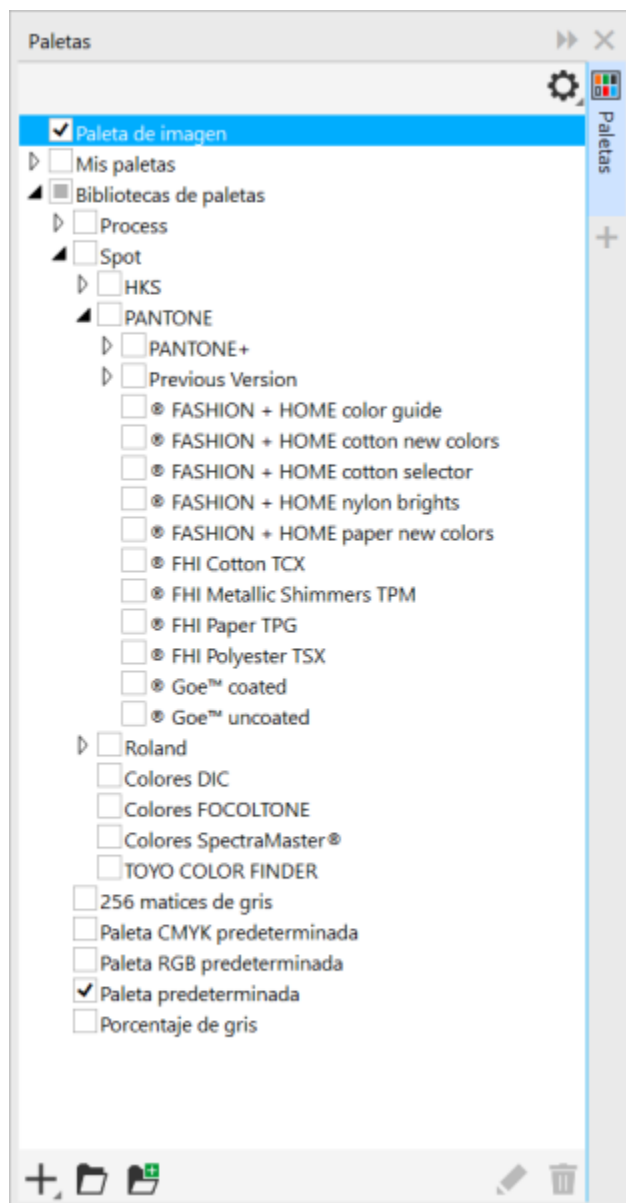 Paletas
Paletas
Paleta de imagen
Mis paletas
Bibliotecas de paletas
Process
Spot
HKS
PANTONE
PANTONE+
Previous Version
® FASHION + HOME color guide
® FASHION + HOME cotton new colors
® FASHION + HOME cotton selector
® FASHION + HOME nylon brights
® FASHION + HOME paper new colors
® FHI Cotton TCX
® FHI Metallic Shimmers TPM
® FHI Paper TPG
® FHI Polyester TSX
® Goe™ coated
® Goe™ uncoated
Roland
Colores DIC
Colores FOCOLTONE
Colores SpectraMaster®
TOYO COLOR FINDER
256 matices de gris
Paleta CMYK predeterminada
Paleta RGB predeterminada
Paleta predeterminada
Porcentaje de gris